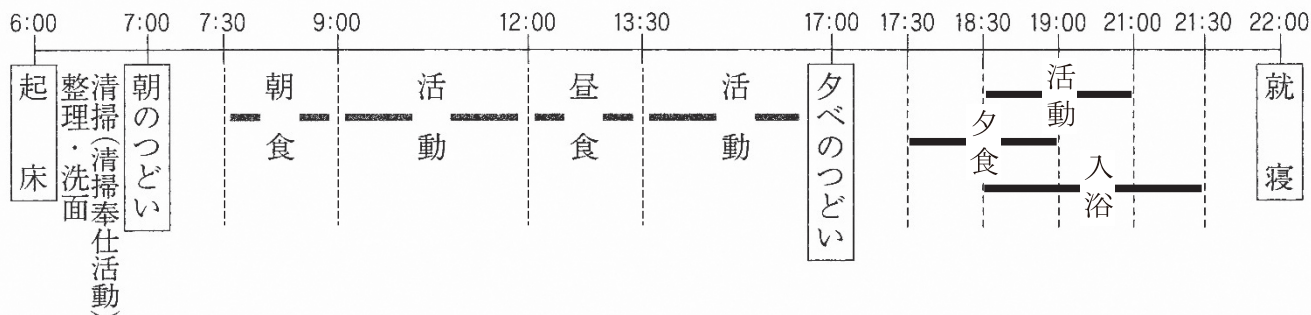 6:00 7:00 7:30 9:00 12:00 13:30 17:00 17:30 18:30 19:00 21:00 21:30 22:00
起床
整理・洗面
清掃(清掃奉仕活動)
朝のつどい
朝食
活動
昼食
活動
夕べのつどい
夕食
活動
入浴
就寝